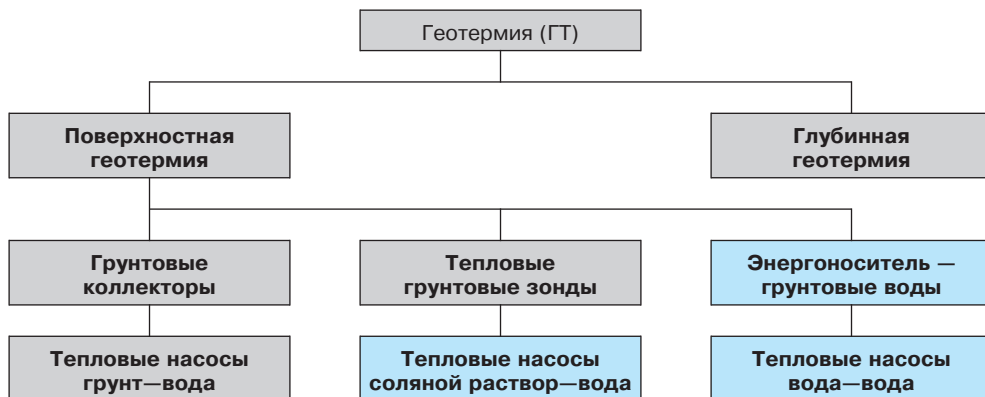 Геотермия (ГТ)
Поверхностная
геотермия
Глубинная
геотермия
Грунтовые
коллекторы
Тепловые
грунтовые зонды
Энергоноситель —
грунтовые воды
Тепловые насосы
грунт—вода
Тепловые насосы
соляной раствор—вода
Тепловые насосы
вода—вода